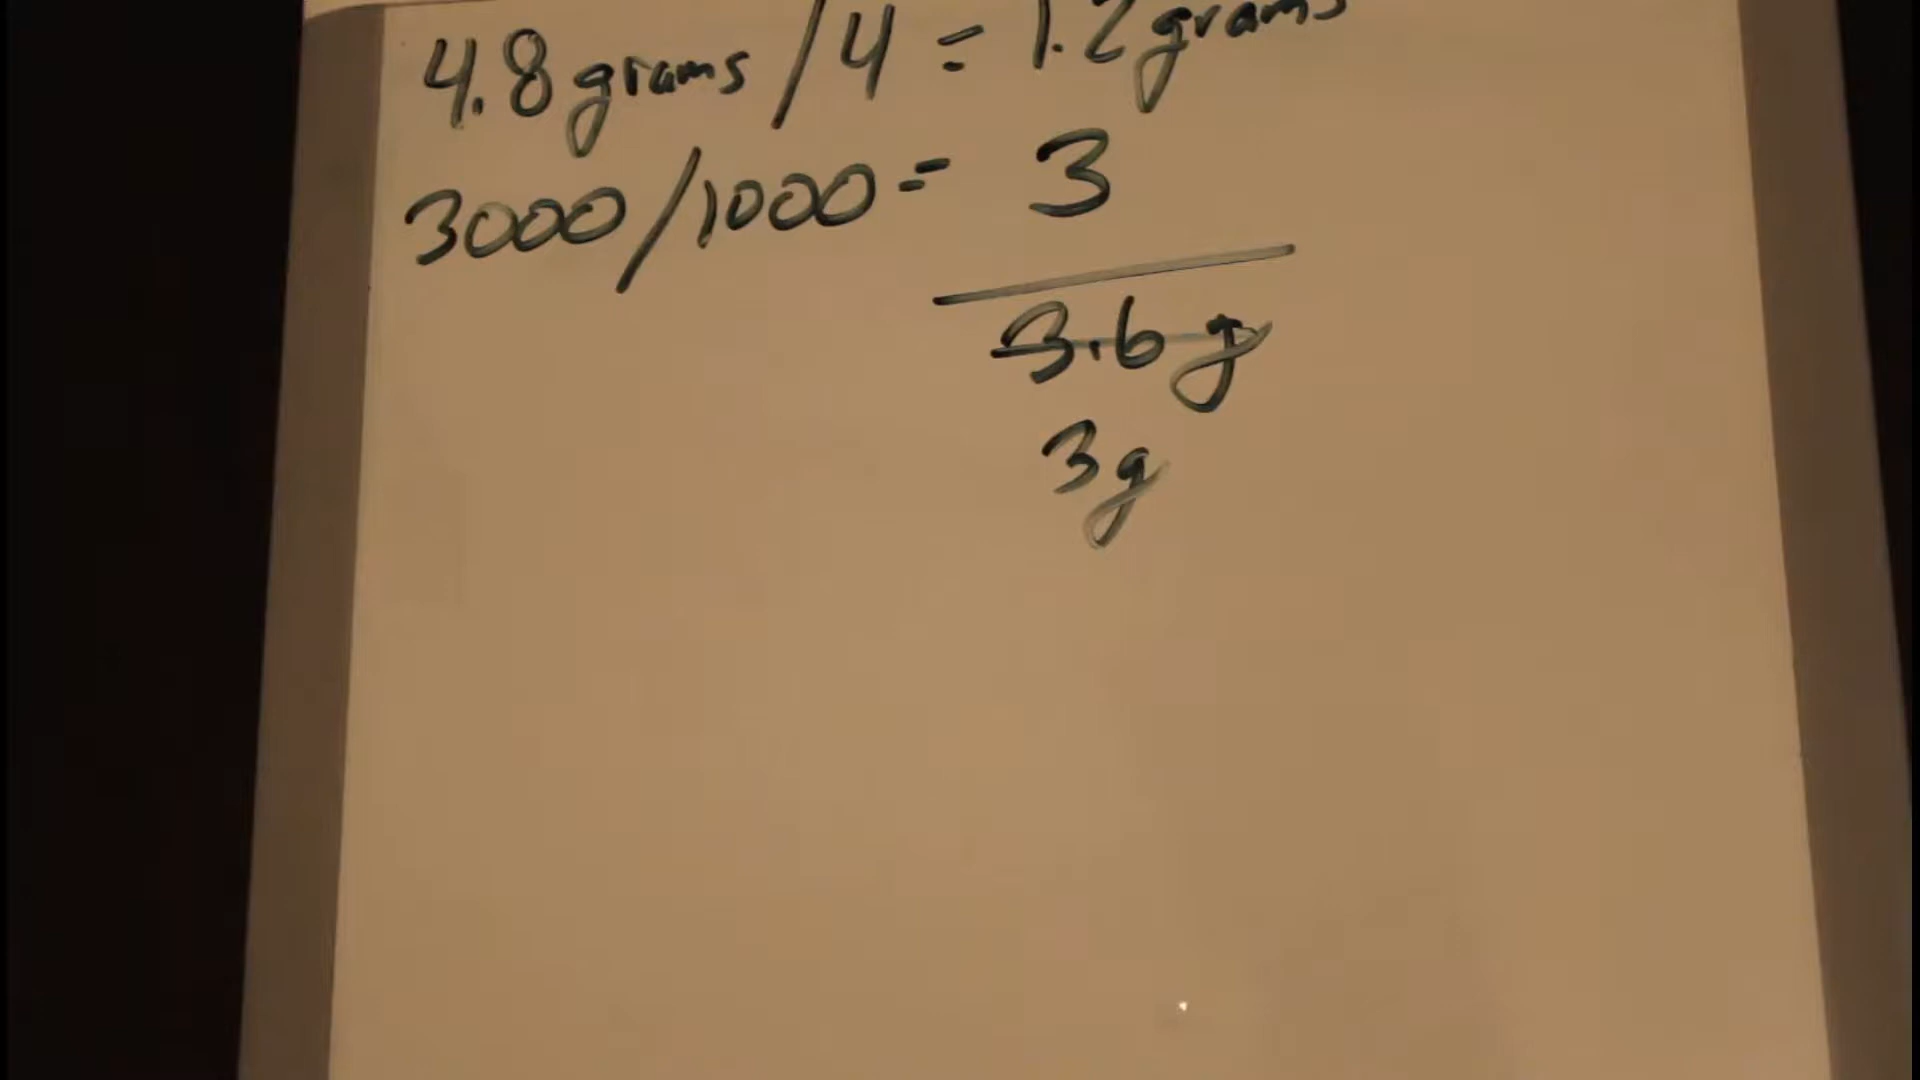 4.8 grams / 4 = 1.2 grams
3000/1000 = 3
3.6 g
3g